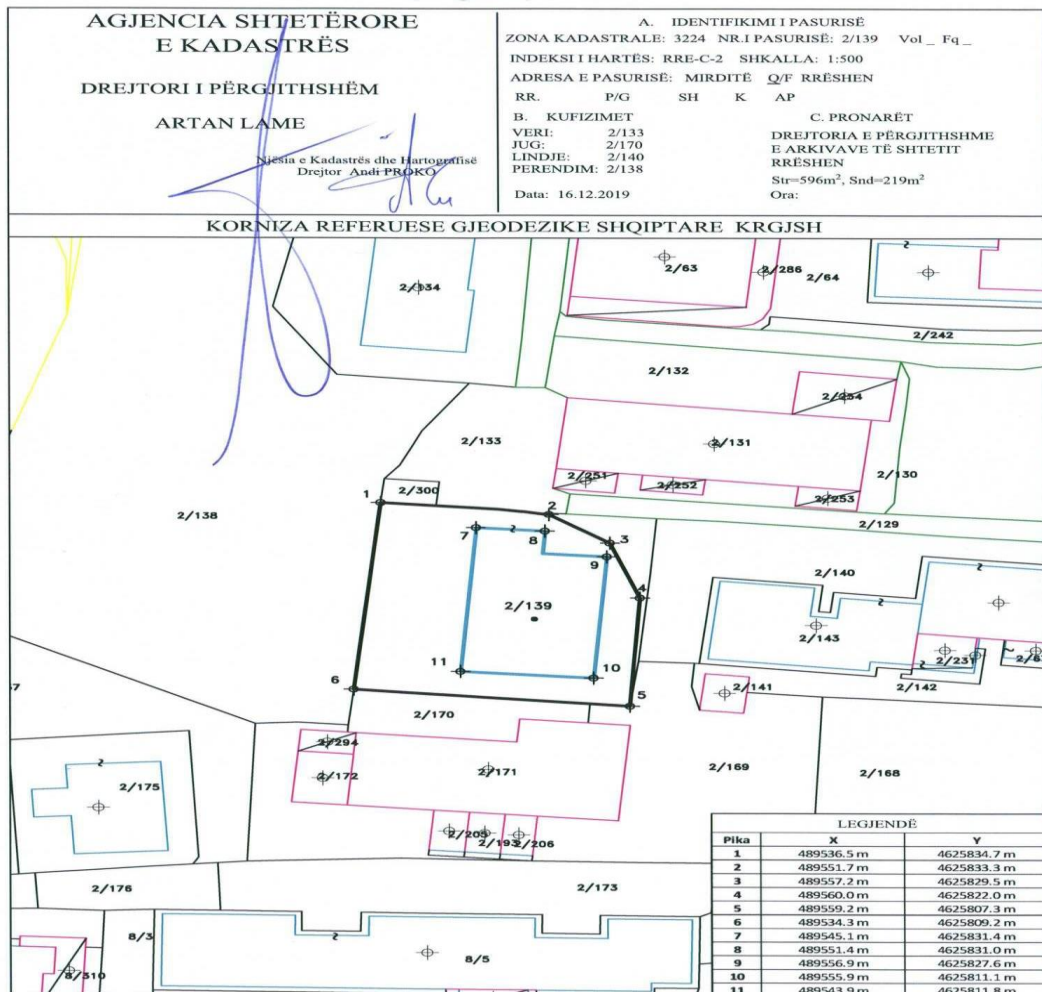 AGJENCIA SHTETËRORE
E KADASTRËS
DREJTORI I PËRGJITHSHËM
ARTAN LAME
Njësia e Kadastrës dhe Hartografisë
Drejtor Andi PROKO
A. IDENTIFIKIMI I PASURISË
ZONA KADASTRALE: 3224 NR.I PASURISË: 2/139 Vol _ Fq _
INDEKSI I HARTËS: RRE-C-2 SHKALLA: 1:500
ADRESA E PASURISË: MIRDITË Q/F RRËSHEN
RR. P/G SH K AP
B. KUFIZIMET
VERI: 2/133
JUG: 2/170
LINDJE: 2/140
PERENDIM: 2/138
Data: 16.12.2019
C. PRONARËT
DREJTORIA E PËRGJITHSHME
E ARKIVAVE TË SHTETIT
RRËSHEN
Str=596m², Snd=219m²
Ora:
KORNIZA REFERUESE GJEODEZIKE SHQIPTARE KRGJSH
2/134
2/63
2/286
2/64
2/242
2/132
2/254
2/133
2/131
2/130
2/251
2/252
2/253
2/300
1
2
2/138
2/129
7
8
3
9
2/140
4
2/139
2/143
11
10
2/231
6
5
2/141
2/142
2/170
2/294
2/172
2/171
2/169
2/168
2/175
2/205
2/193
2/206
2/176
2/173
8/3
8/5
8/310
LEGJENDË
Pika X Y
1 489536.5 m 4625834.7 m
2 489551.7 m 4625833.3 m
3 489557.2 m 4625829.5 m
4 489560.0 m 4625822.0 m
5 489559.2 m 4625807.3 m
6 489534.3 m 4625809.2 m
7 489545.1 m 4625831.4 m
8 489551.4 m 4625831.0 m
9 489556.9 m 4625827.6 m
10 489555.9 m 4625811.1 m
11 489543.9 m 4625811.8 m